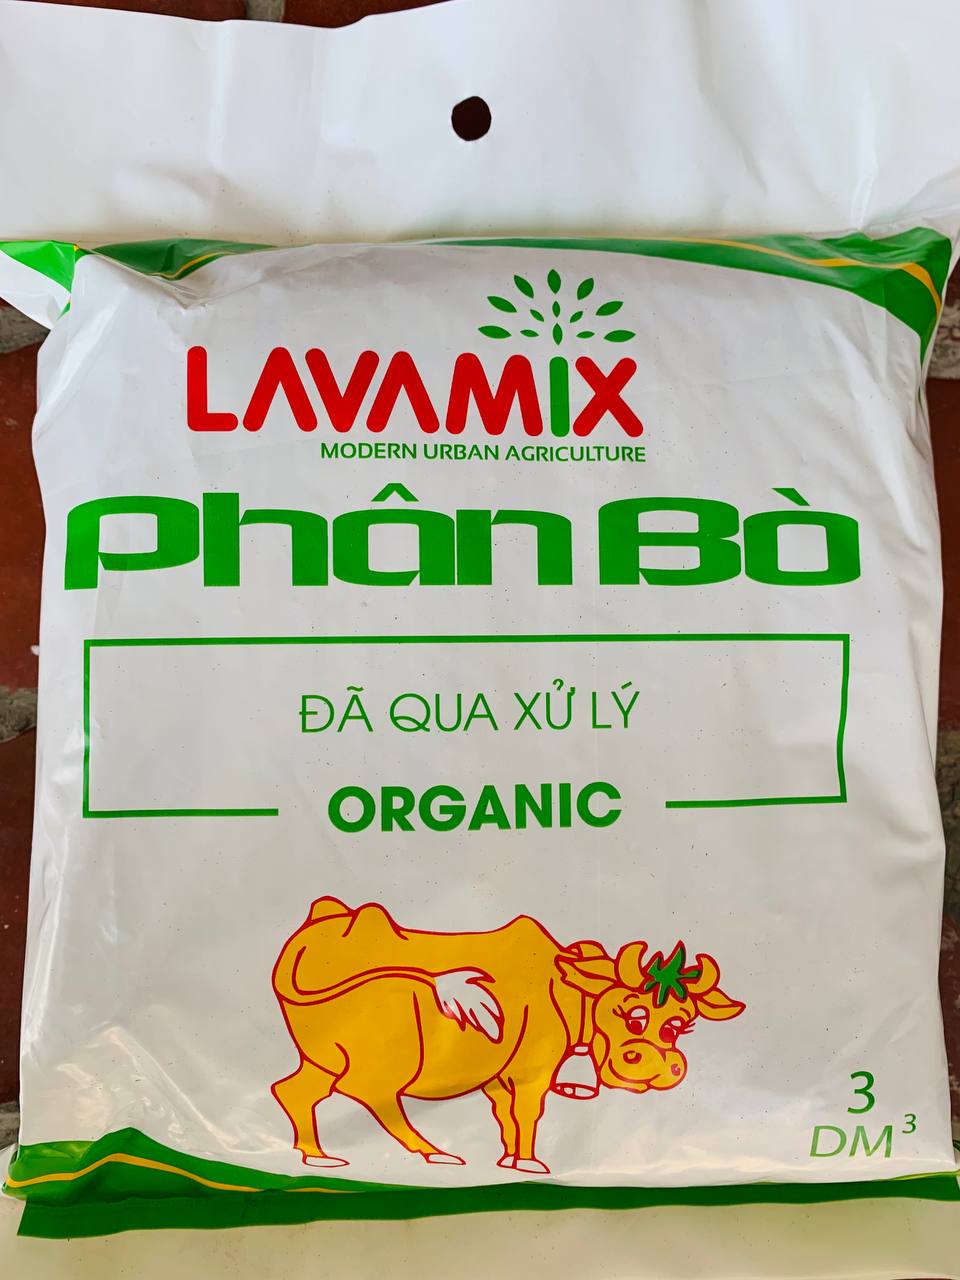 LAVAMIX
MODERN URBAN AGRICULTURE
Phân Bò
ĐÃ QUA XỬ LÝ
ORGANIC
3
DM³